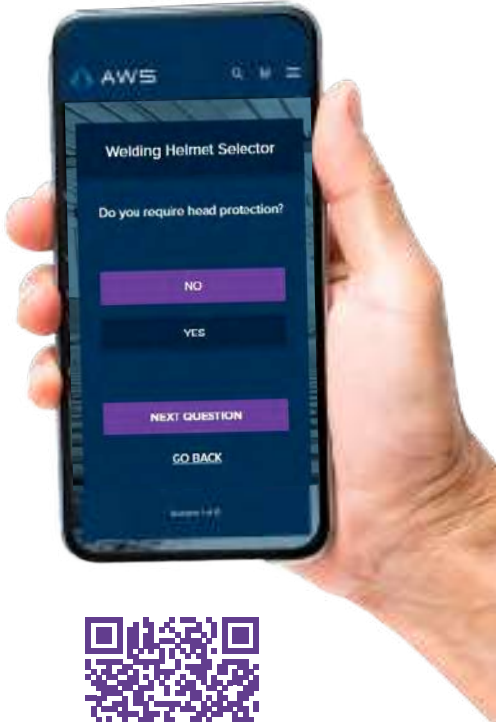 AWS
Welding Helmet Selector
Do you require head protection?
NO
YES
NEXT QUESTION
GO BACK